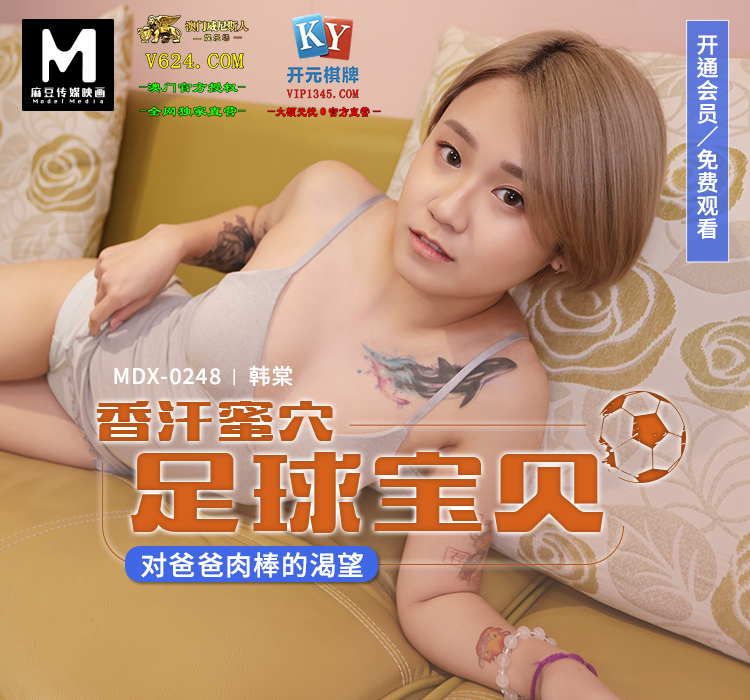 麻豆传媒映画
Model Media
澳门威尼斯人
娱乐场
V624.COM
-澳门官方授权-
-全网独家直营-
KY
开元棋牌
VIP1345.COM
开通会员/免费观看
MDX-0248 | 韩棠
香汗蜜穴
足球宝贝
对爸爸肉棒的渴望